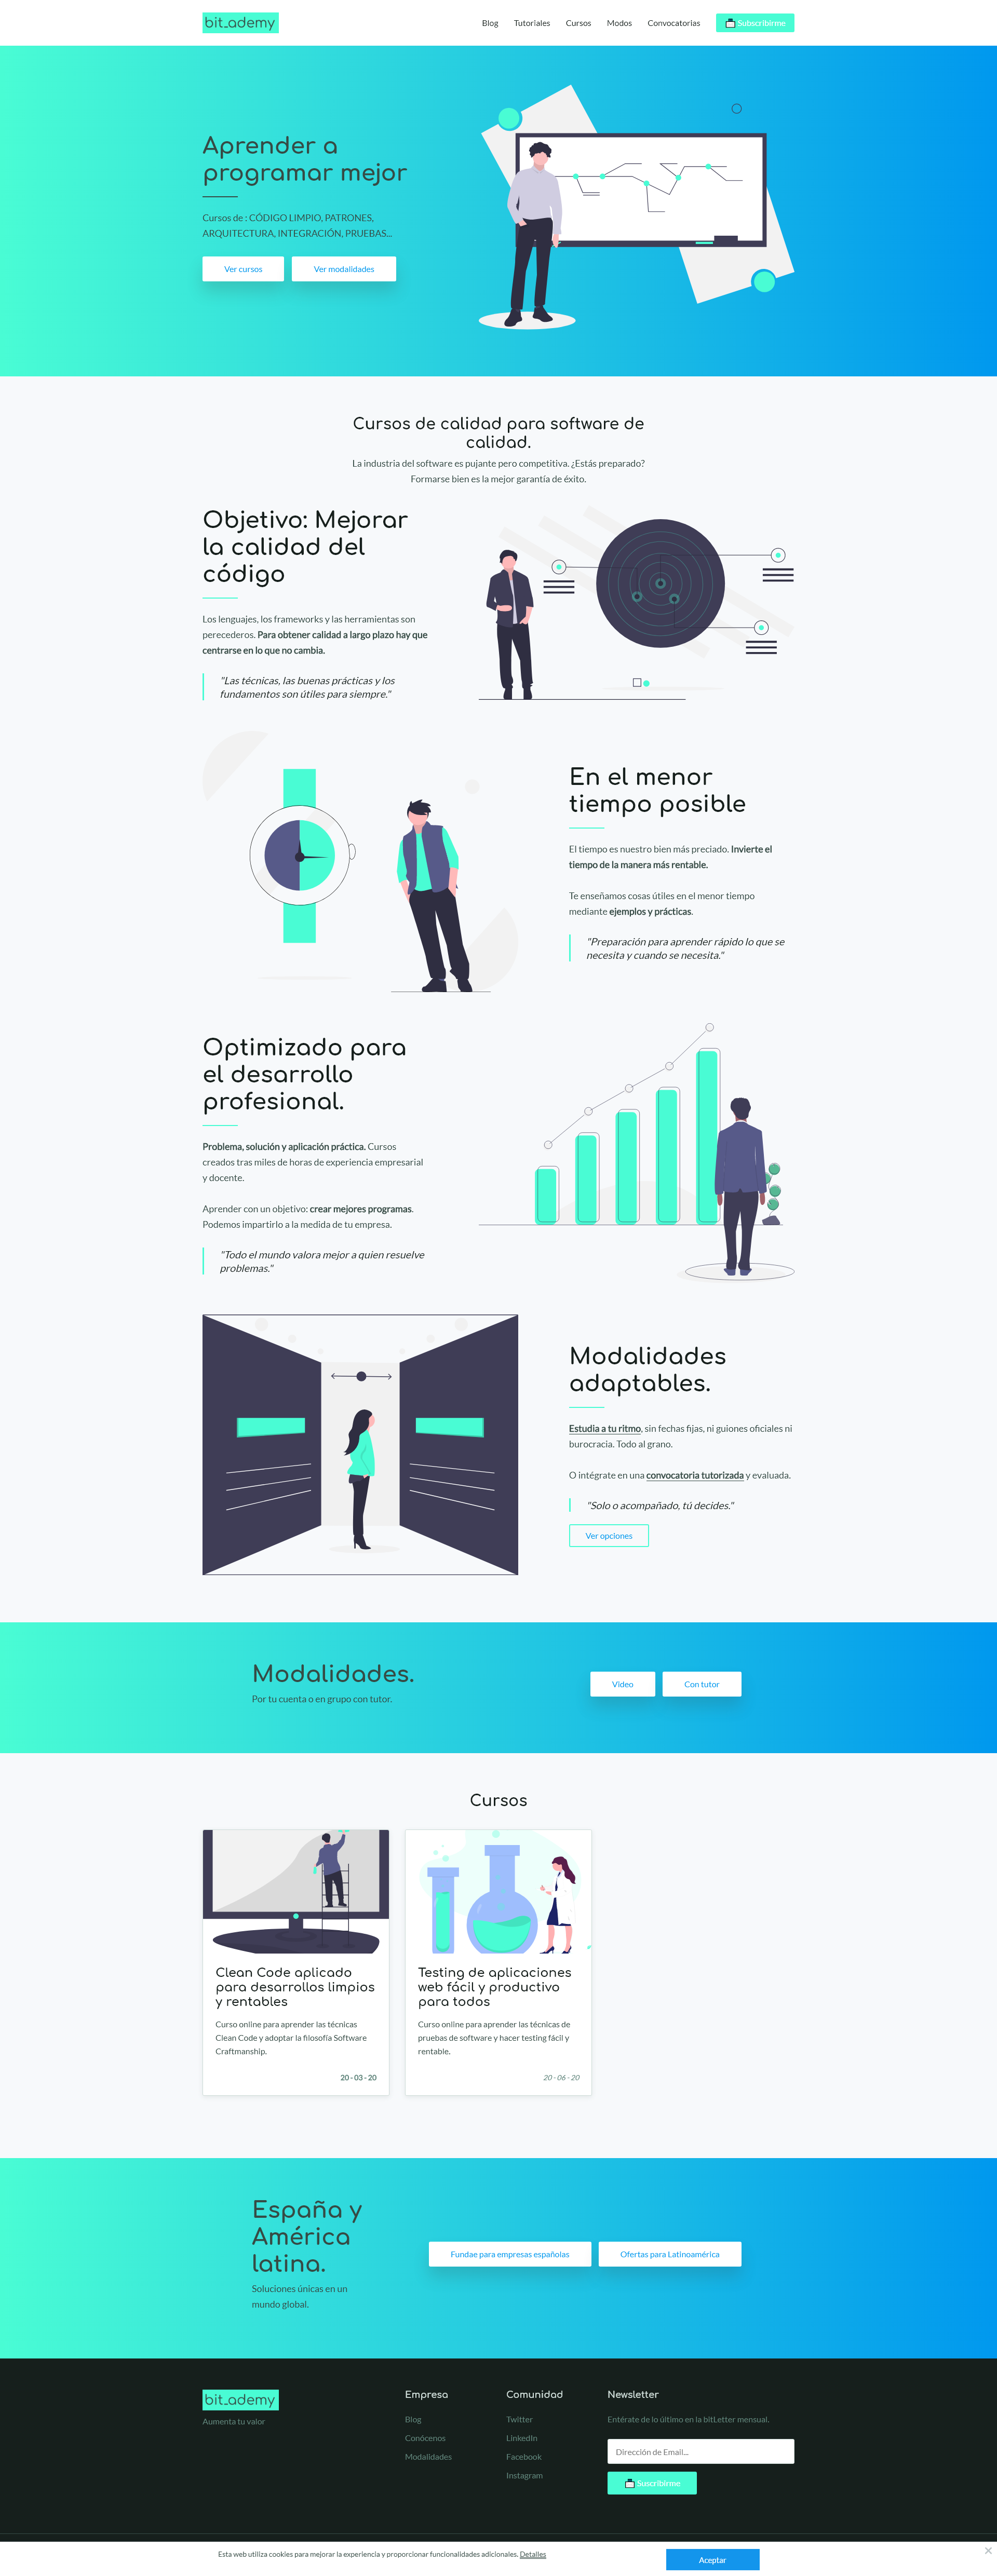 bit_ademy
Blog
Tutoriales
Cursos
Modos
Convocatorias
Subscribirme
Aprender a
programar mejor
Cursos de : CÓDIGO LIMPIO, PATRONES,
ARQUITECTURA, INTEGRACIÓN, PRUEBAS...
Ver cursos
Ver modalidades
Cursos de calidad para software de
calidad.
La industria del software es pujante pero competitiva. ¿Estás preparado?
Formarse bien es la mejor garantía de éxito.
Objetivo: Mejorar
la calidad del
código
Los lenguajes, los frameworks y las herramientas son
perecederos. Para obtener calidad a largo plazo hay que
centrarse en lo que no cambia.
"Las técnicas, las buenas prácticas y los
fundamentos son útiles para siempre."
En el menor
tiempo posible
El tiempo es nuestro bien más preciado. Invierte el
tiempo de la manera más rentable.
Te enseñamos cosas útiles en el menor tiempo
mediante ejemplos y prácticas.
"Preparación para aprender rápido lo que se
necesita y cuando se necesita."
Optimizado para
el desarrollo
profesional.
Problema, solución y aplicación práctica. Cursos
creados tras miles de horas de experiencia empresarial
y docente.
Aprender con un objetivo: crear mejores programas.
Podemos impartirlo a la medida de tu empresa.
"Todo el mundo valora mejor a quien resuelve
problemas."
Modalidades
adaptables.
Estudia a tu ritmo, sin fechas fijas, ni guiones oficiales ni
burocracia. Todo al grano.
O intégrate en una convocatoria tutorizada y evaluada.
"Solo o acompañado, tú decides."
Ver opciones
Modalidades.
Por tu cuenta o en grupo con tutor.
Vídeo
Con tutor
Cursos
Clean Code aplicado
para desarrollos limpios
y rentables
Curso online para aprender las técnicas
Clean Code y adoptar la filosofía Software
Craftmanship.
20 - 03 - 20
Testing de aplicaciones
web fácil y productivo
para todos
Curso online para aprender las técnicas de
pruebas de software y hacer testing fácil y
rentable.
20 - 06 - 20
España y
América
latina.
Soluciones únicas en un
mundo global.
Fundae para empresas españolas
Ofertas para Latinoamérica
bit_ademy
Aumenta tu valor
Empresa
Blog
Conócenos
Modalidades
Comunidad
Twitter
LinkedIn
Facebook
Instagram
Newsletter
Entérate de lo último en la bitLetter mensual.
Dirección de Email...
Suscribirme
Esta web utiliza cookies para mejorar la experiencia y proporcionar funcionalidades adicionales. Detalles
Aceptar